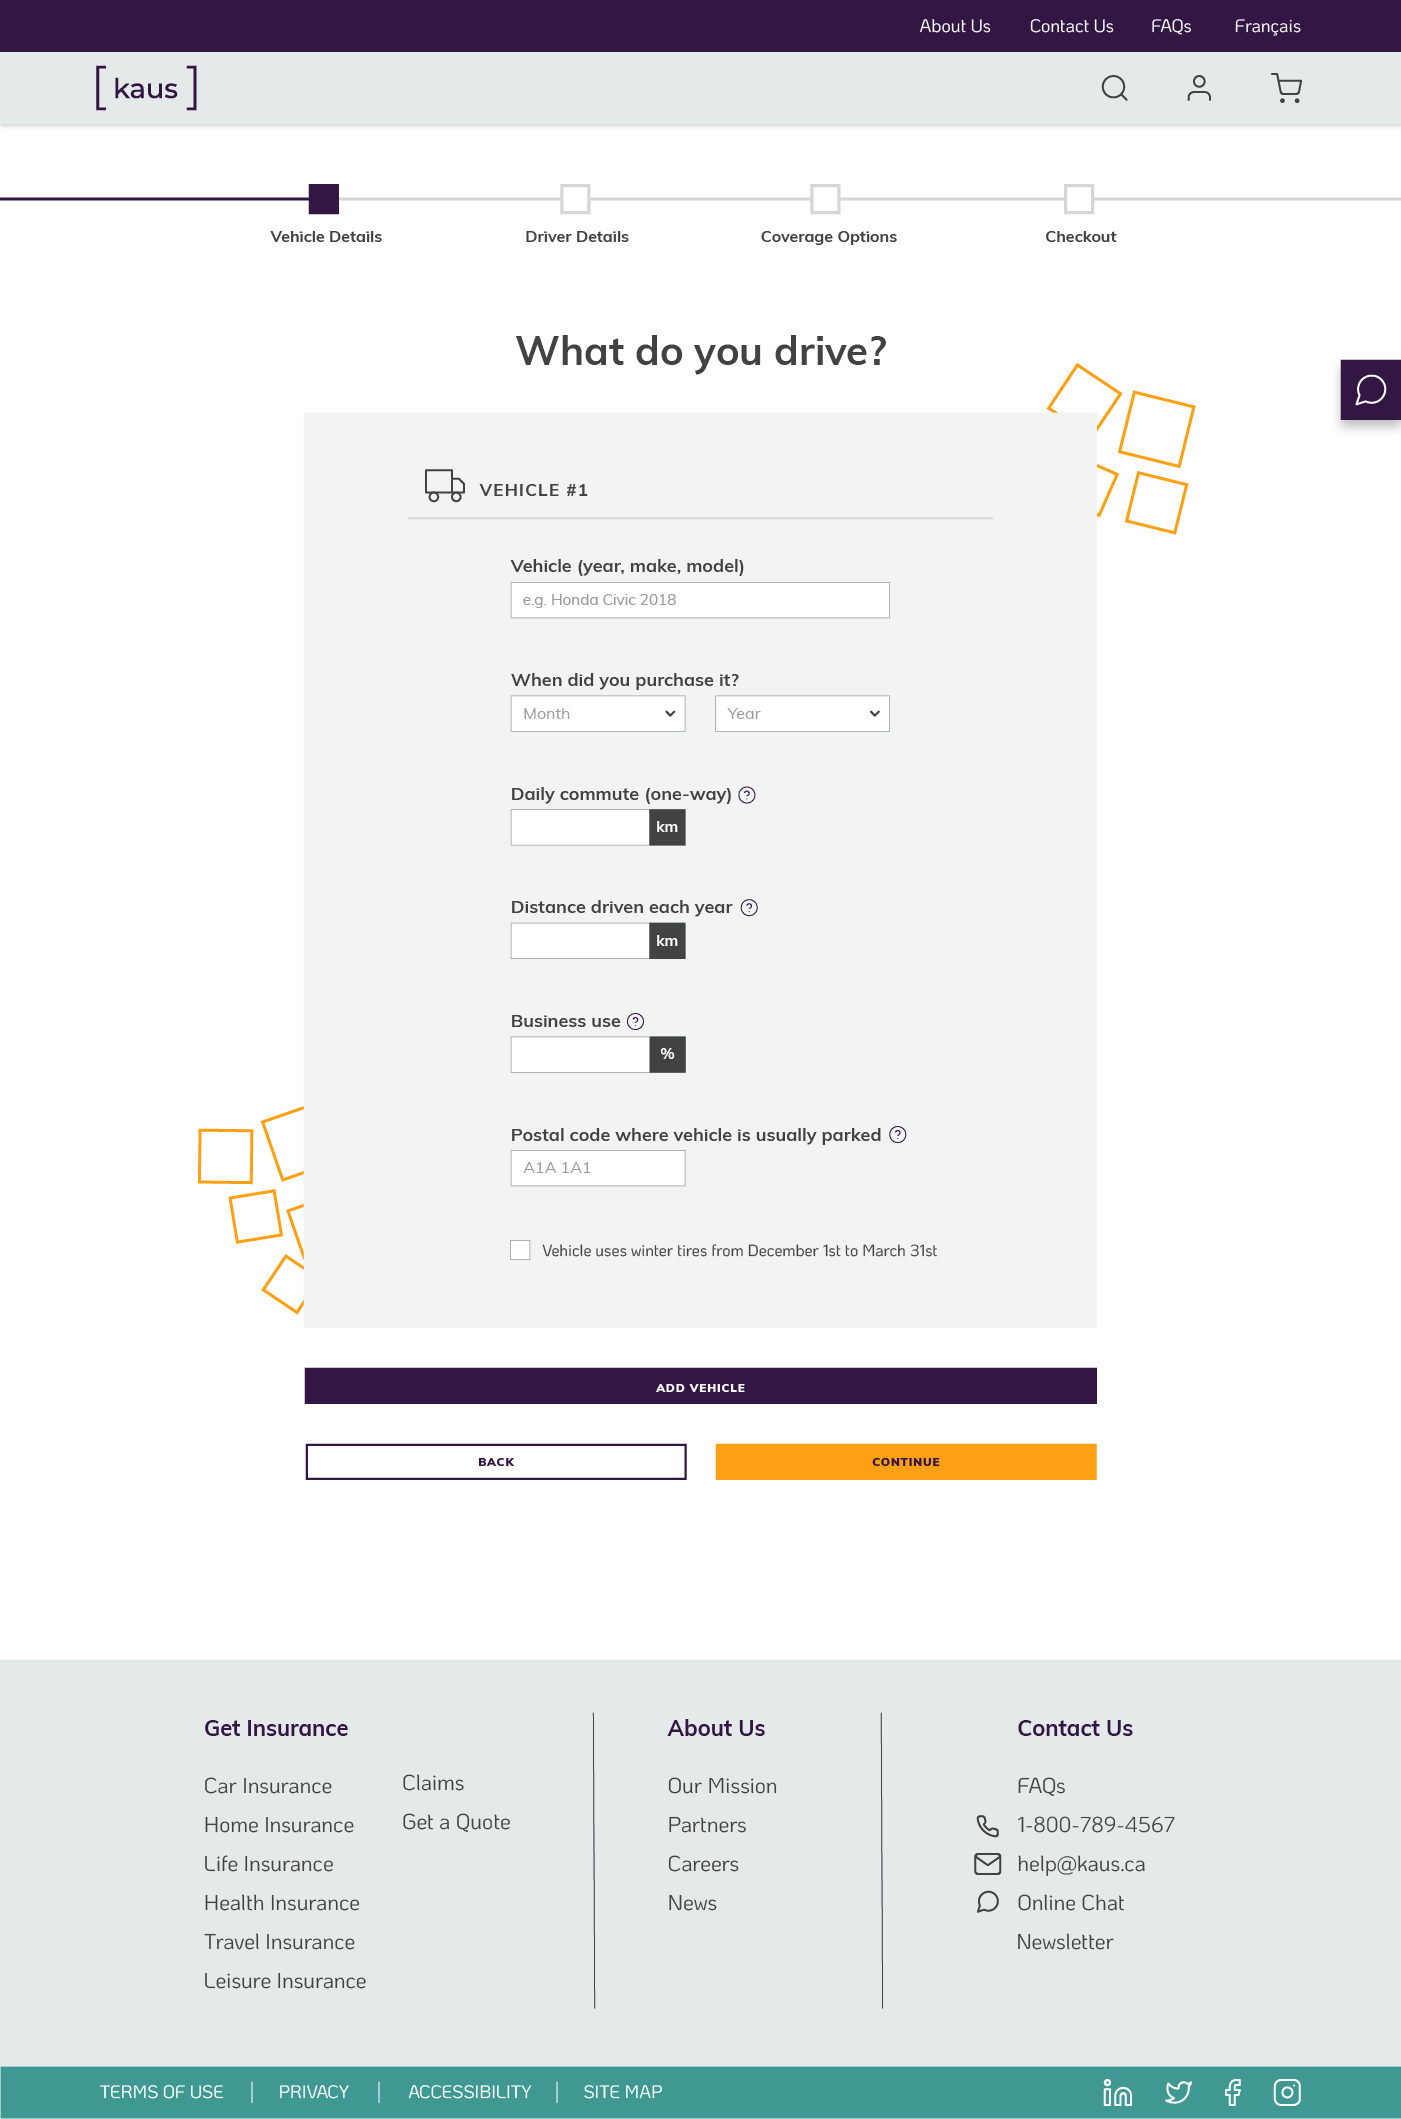 About Us Contact Us FAQs Français
[ kaus ]
Vehicle Details Driver Details Coverage Options Checkout
What do you drive?
VEHICLE #1
Vehicle (year, make, model)
e.g. Honda Civic 2018
When did you purchase it?
Month Year
Daily commute (one-way) ?
km
Distance driven each year ?
km
Business use ?
%
Postal code where vehicle is usually parked ?
A1A 1A1
Vehicle uses winter tires from December 1st to March 31st
ADD VEHICLE
BACK CONTINUE
Get Insurance
Car Insurance
Home Insurance
Life Insurance
Health Insurance
Travel Insurance
Leisure Insurance
Claims
Get a Quote
About Us
Our Mission
Partners
Careers
News
Contact Us
FAQs
1-800-789-4567
help@kaus.ca
Online Chat
Newsletter
TERMS OF USE | PRIVACY | ACCESSIBILITY | SITE MAP
in